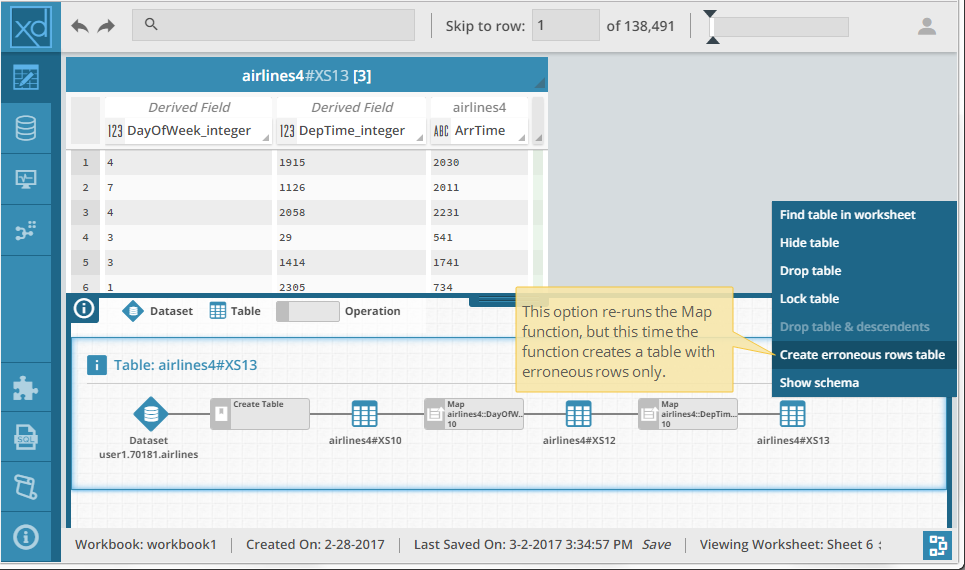 xd
Skip to row: 1 of 138,491
airlines4#XS13 [3]
Derived Field Derived Field airlines4
123 DayOfWeek_integer 123 DepTime_integer ABC ArrTime
1 4 1915 2030
2 7 1126 2011
3 4 2058 2231
4 3 29 541
5 3 1414 1741
6 1 2305 734
Find table in worksheet
Hide table
Drop table
Lock table
Drop table & descendents
Create erroneous rows table
Show schema
This option re-runs the Map
function, but this time the
function creates a table with
erroneous rows only.
Dataset Table Operation
Table: airlines4#XS13
Create Table
Map
airlines4::DayOfW...
10
Map
airlines4::DepTim...
10
Dataset
user1.70181.airlines
airlines4#XS10
airlines4#XS12
airlines4#XS13
SQL
Workbook: workbook1 Created On: 2-28-2017 Last Saved On: 3-2-2017 3:34:57 PM Save Viewing Worksheet: Sheet 6